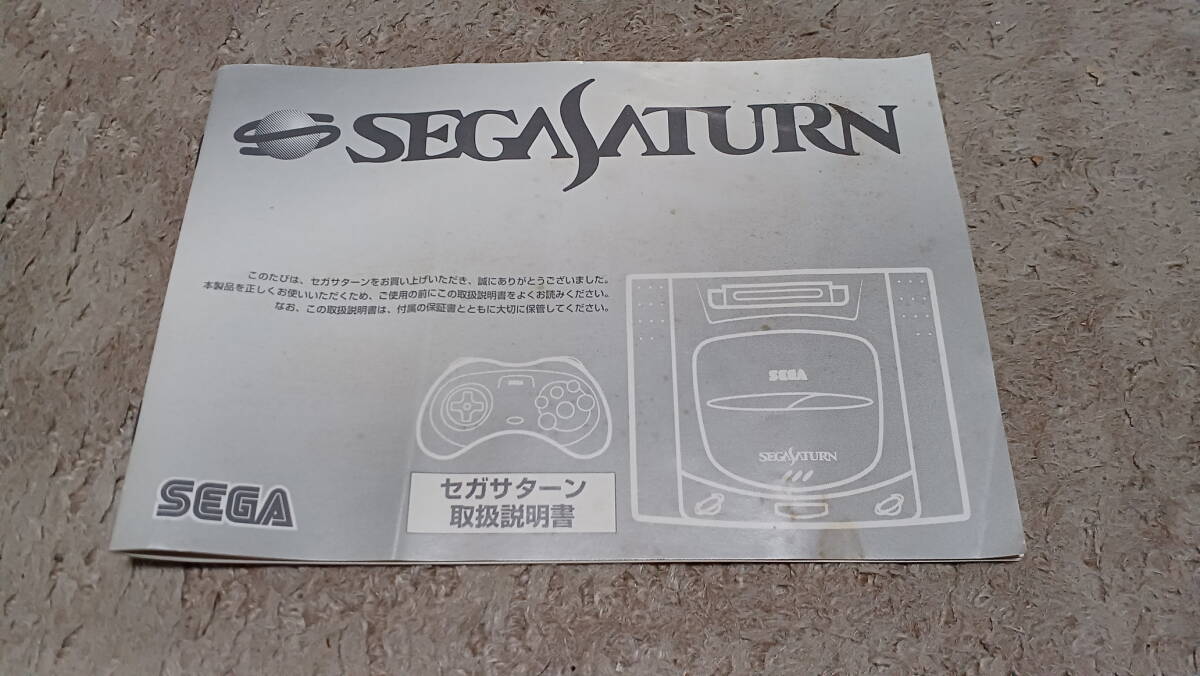 SEGA SATURN
このたびは、セガサターンをお買い上げいただき、誠にありがとうございました。
本製品を正しくお使いいただくため、ご使用の前にこの取扱説明書をよくお読みください。
なお、この取扱説明書は、付属の保証書とともに大切に保管してください。
SEGA
SEGA SATURN
セガサターン
取扱説明書
SEGA